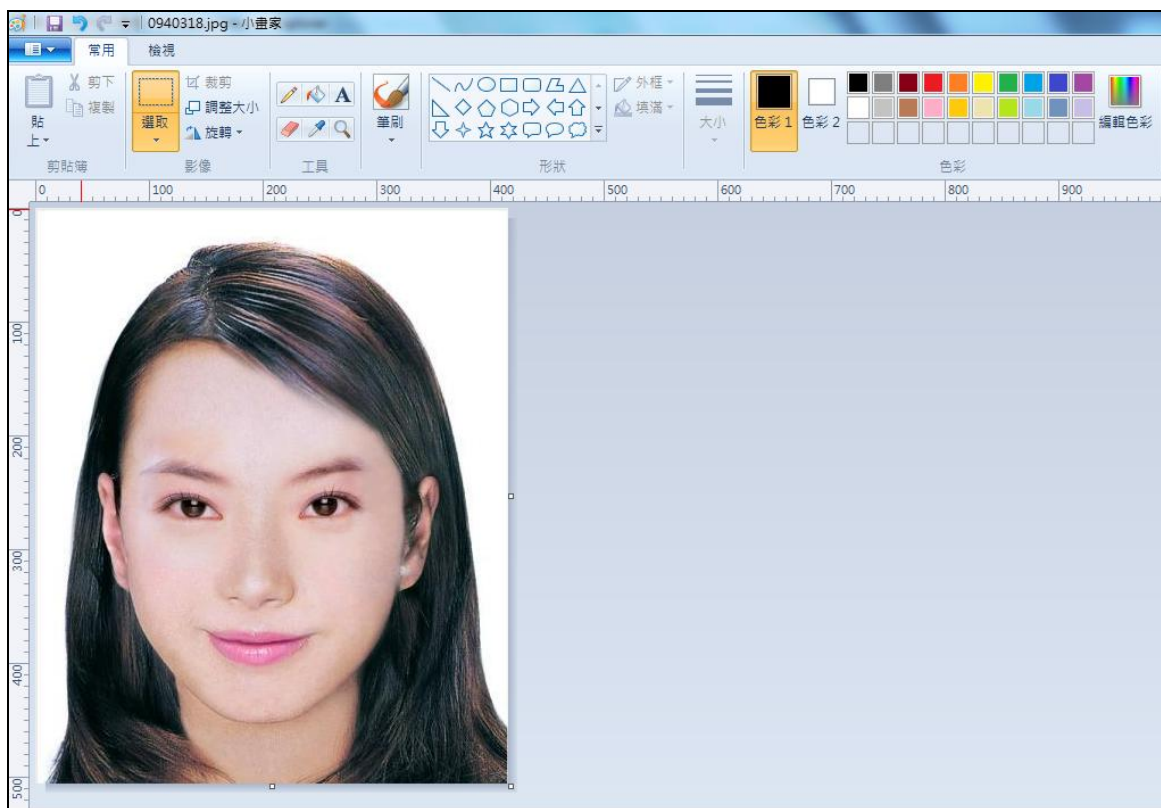 0940318.jpg - 小畫家
常用 檢視
剪下 裁剪 外框
複製 調整大小 A 填滿
貼上 選取 旋轉 筆刷 大小 色彩 1 色彩 2 編輯色彩
剪貼簿 影像 工具 形狀 色彩
0 100 200 300 400 500 600 700 800 900
0
100
200
300
400
500